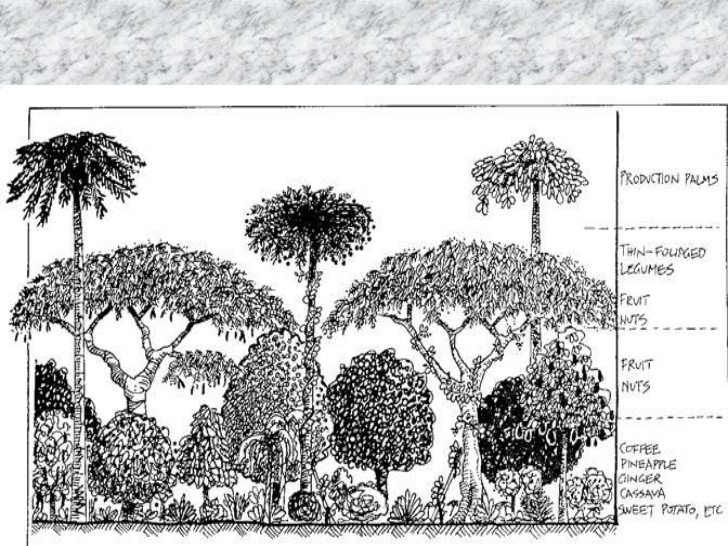 PRODUCTION PALMS
THIN-FOLIAGED
LEGUMES
FRUIT
NUTS
FRUIT
NUTS
COFFEE
PINEAPPLE
GINGER
CASSAVA
SWEET POTATO, ETC